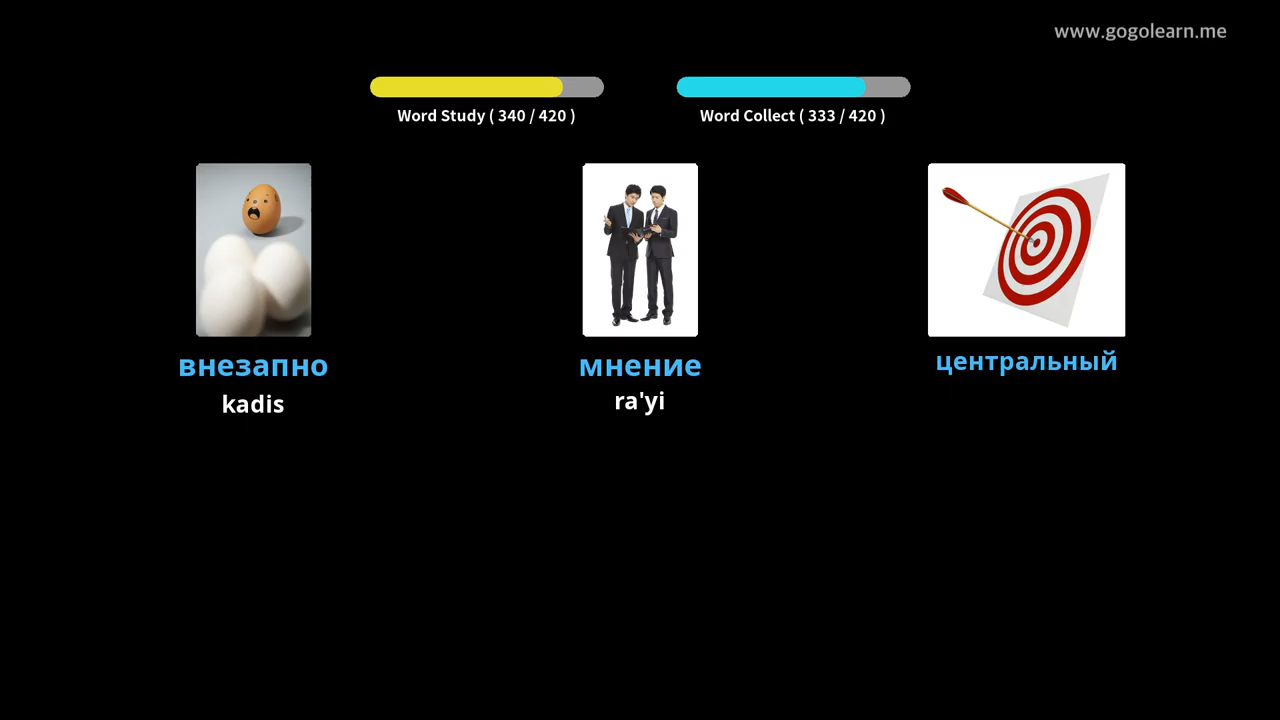 www.gogolearn.me
Word Study ( 340 / 420 )
Word Collect ( 333 / 420 )
внезапно
мнение
центральный
kadis
ra'yi